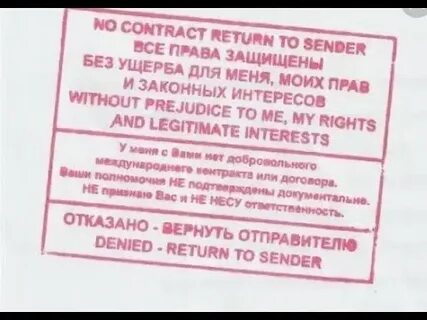 NO CONTRACT RETURN TO SENDER
ВСЕ ПРАВА ЗАЩИЩЕНЫ
БЕЗ УЩЕРБА ДЛЯ МЕНЯ, МОИХ ПРАВ
И ЗАКОННЫХ ИНТЕРЕСОВ
WITHOUT PREJUDICE TO ME, MY RIGHTS
AND LEGITIMATE INTERESTS
У меня с Вами нет добровольного
международнего контракта или договора.
Ваши полномочия НЕ подтверждены документально.
НЕ признаю Вас и НЕ НЕСУ ответственность.
ОТКАЗАНО - ВЕРНУТЬ ОТПРАВИТЕЛЮ
DENIED - RETURN TO SENDER